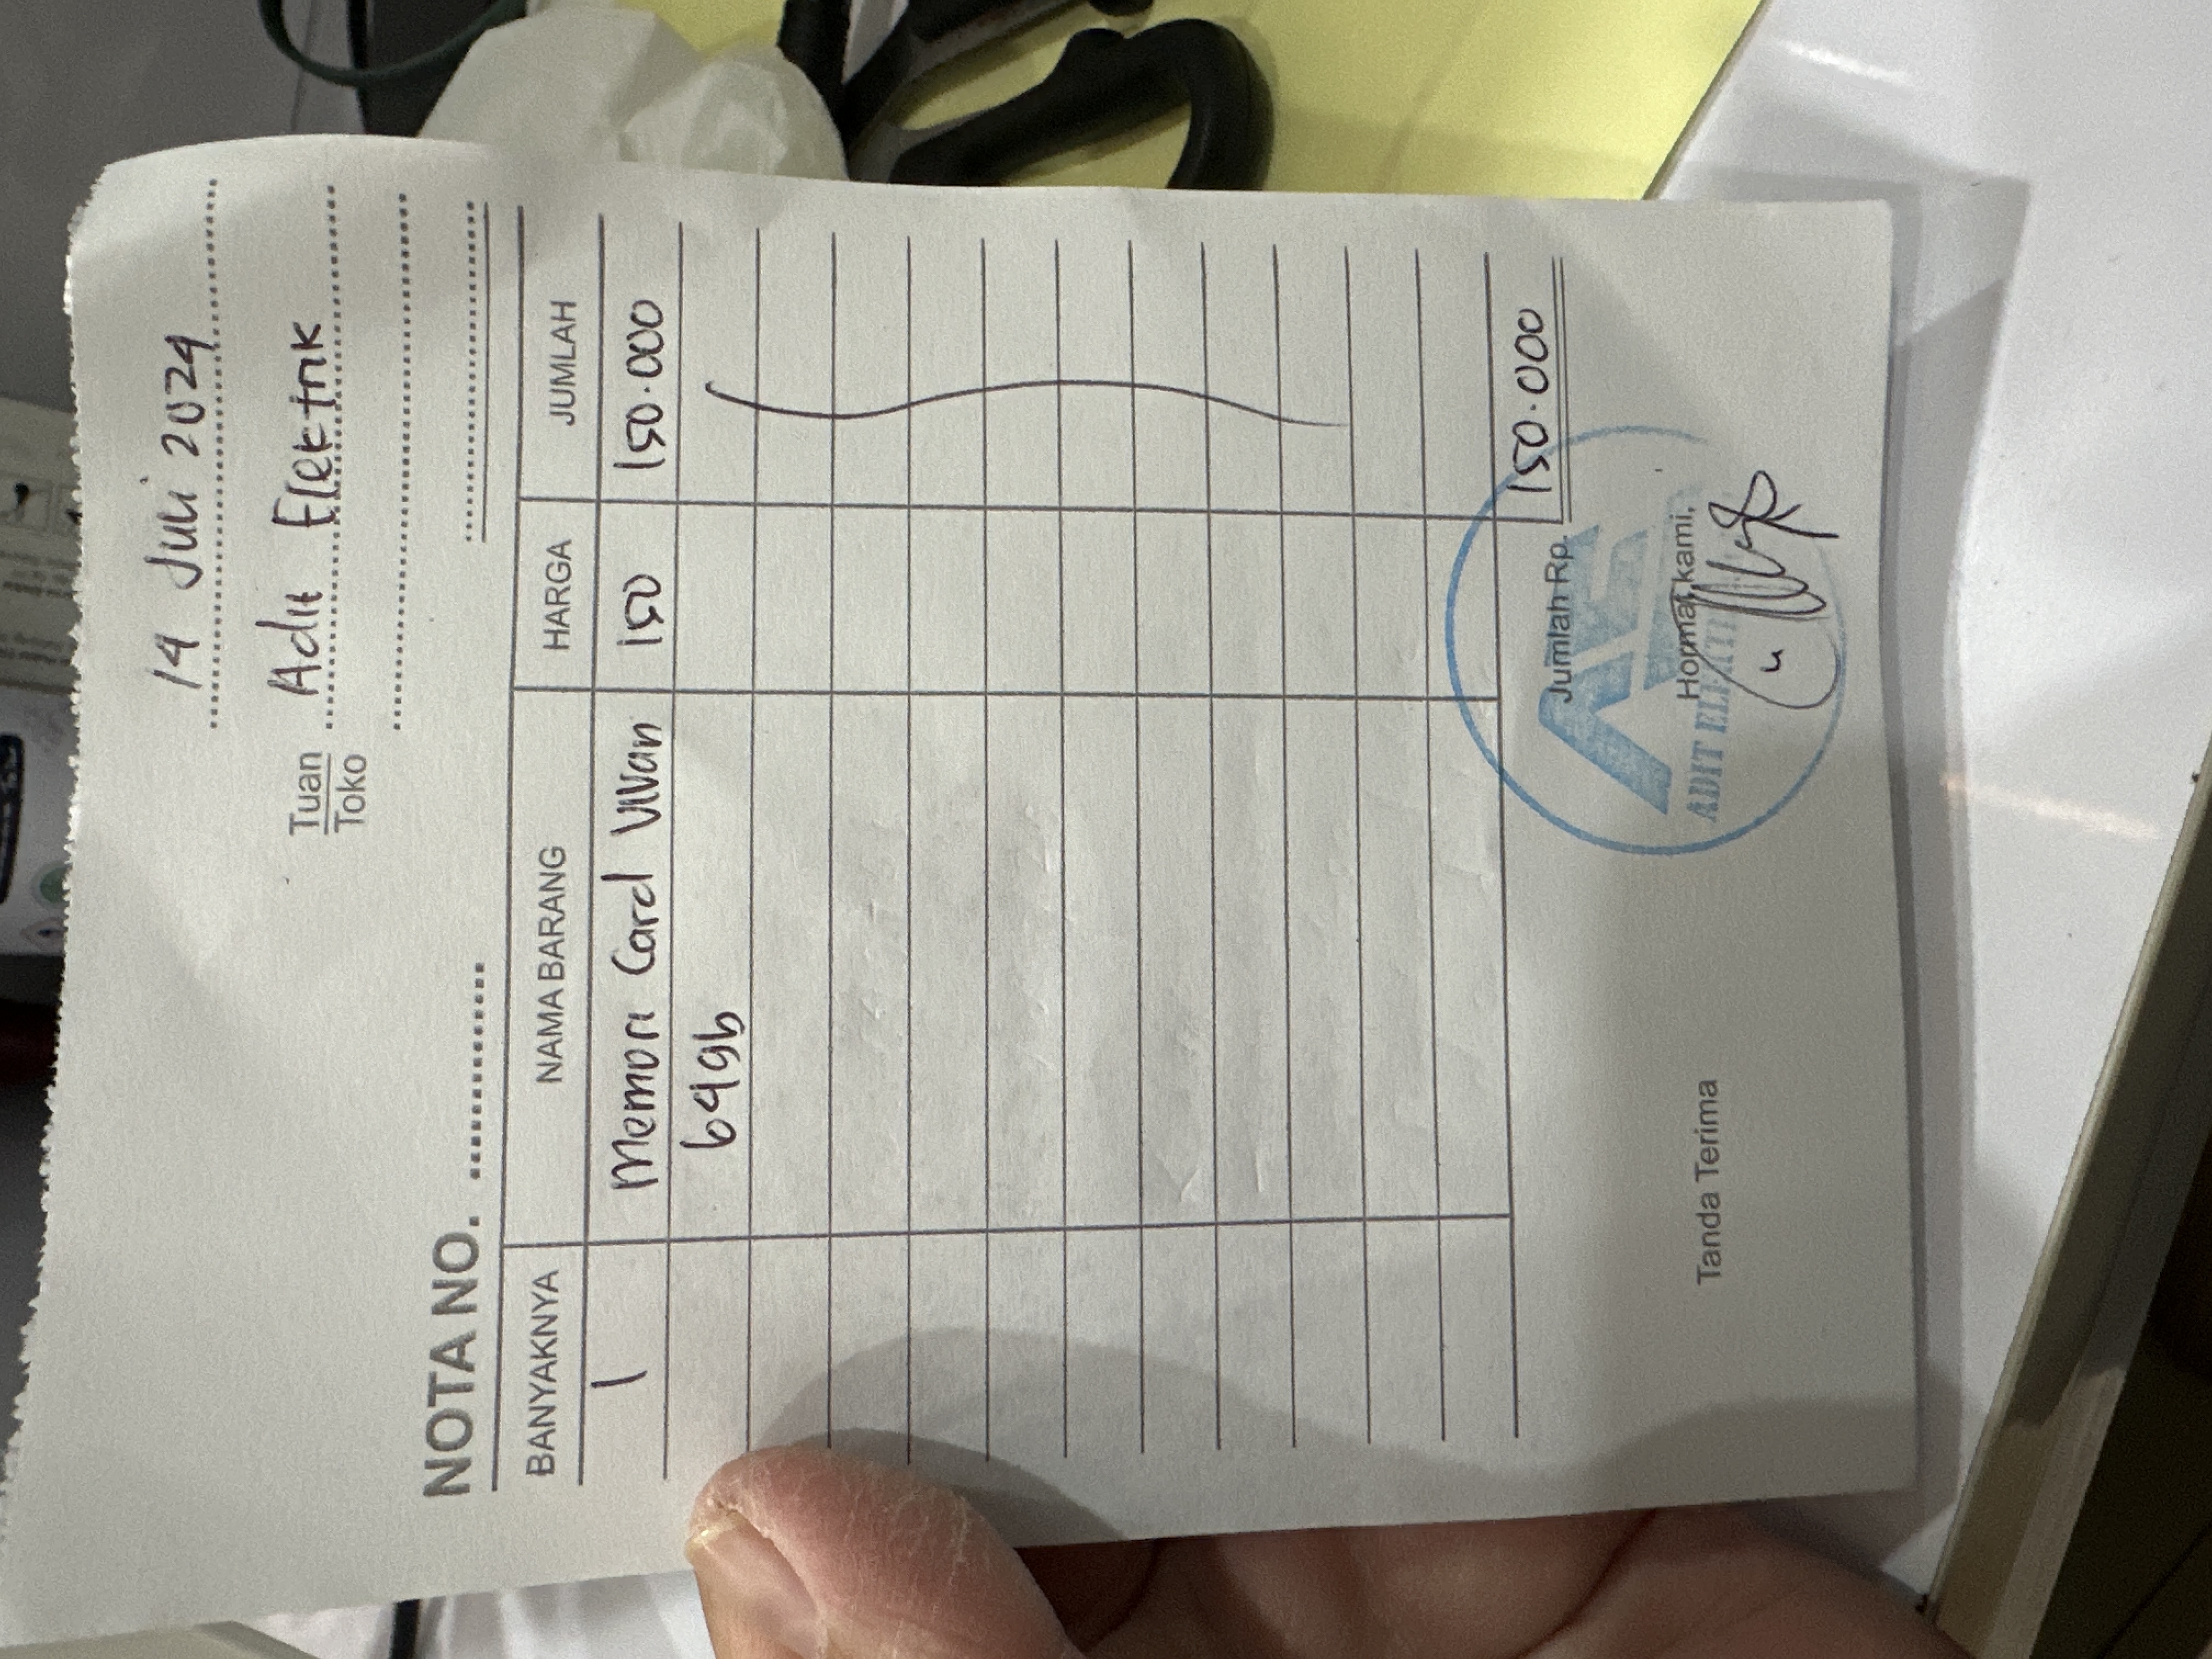 14 Juli 2024
Tuan Adit Elektrik
Toko
NOTA NO.
BANYAKNYA NAMA BARANG HARGA JUMLAH
1 Memori Card Vivan 150 150.000
64gb
Jumlah Rp. 150.000
Tanda Terima Hormat kami,
AE
ADIT ELEKTRIK